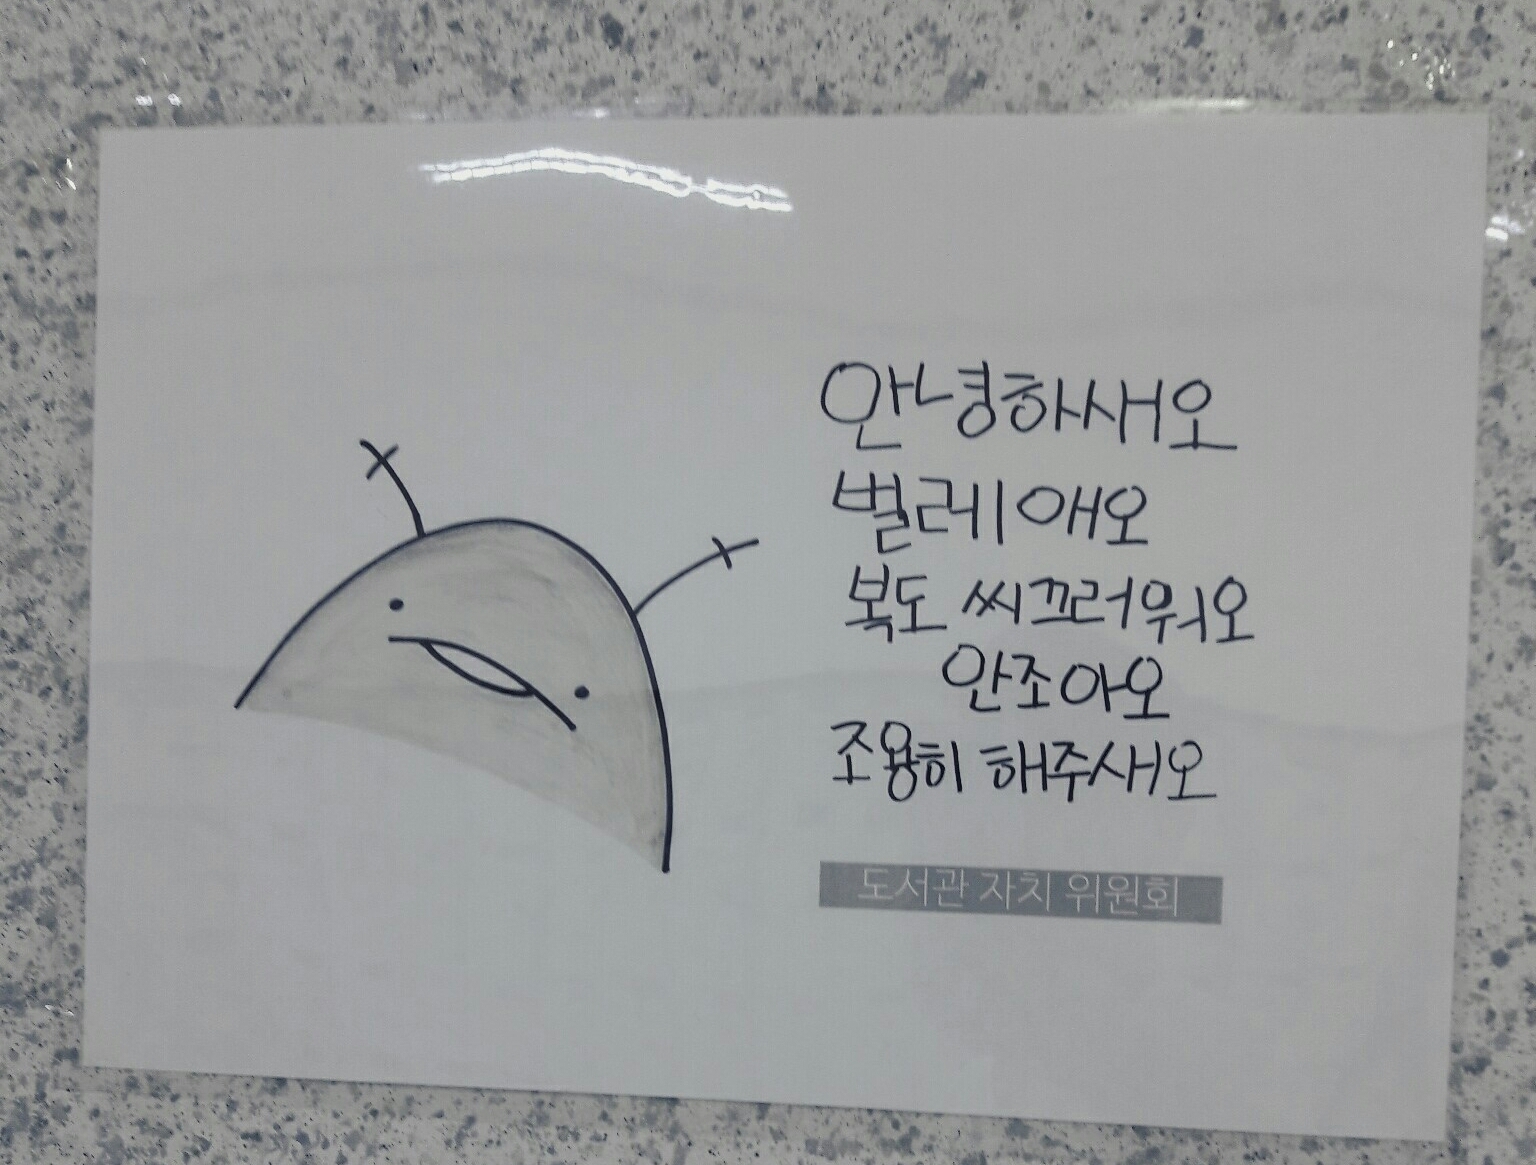 안녕하새오
벌레애오
복도 씨끄러워오
안조아오
조용히 해주새오
도서관 자치 위원회